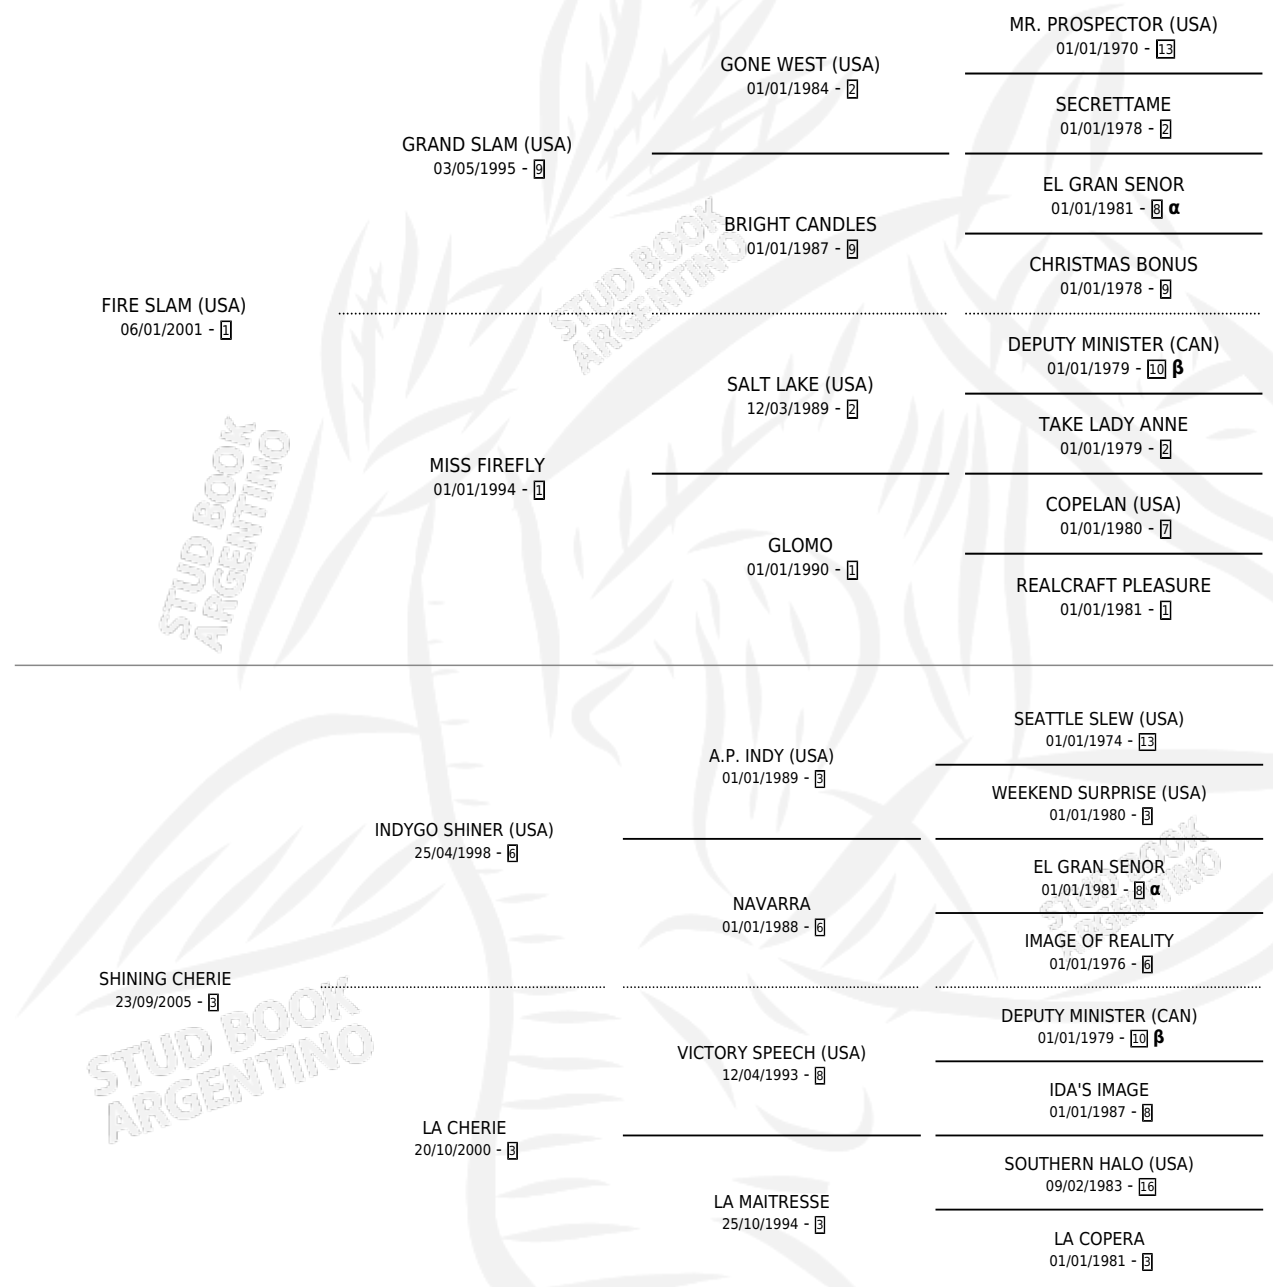 MR. PROSPECTOR (USA)
01/01/1970 - 13
GONE WEST (USA)
01/01/1984 - 2
SECRETTAME
01/01/1978 - 2
GRAND SLAM (USA)
03/05/1995 - 9
EL GRAN SENOR
01/01/1981 - 8 α
BRIGHT CANDLES
01/01/1987 - 9
CHRISTMAS BONUS
01/01/1978 - 9
FIRE SLAM (USA)
06/01/2001 - 1
DEPUTY MINISTER (CAN)
01/01/1979 - 10 β
SALT LAKE (USA)
12/03/1989 - 2
TAKE LADY ANNE
01/01/1979 - 2
MISS FIREFLY
01/01/1994 - 1
COPELAN (USA)
01/01/1980 - 7
GLOMO
01/01/1990 - 1
REALCRAFT PLEASURE
01/01/1981 - 1
SEATTLE SLEW (USA)
01/01/1974 - 13
A.P. INDY (USA)
01/01/1989 - 3
WEEKEND SURPRISE (USA)
01/01/1980 - 3
INDYGO SHINER (USA)
25/04/1998 - 6
EL GRAN SENOR
01/01/1981 - 8 α
NAVARRA
01/01/1988 - 6
IMAGE OF REALITY
01/01/1976 - 6
SHINING CHERIE
23/09/2005 - 3
DEPUTY MINISTER (CAN)
01/01/1979 - 10 β
VICTORY SPEECH (USA)
12/04/1993 - 8
IDA'S IMAGE
01/01/1987 - 8
LA CHERIE
20/10/2000 - 3
SOUTHERN HALO (USA)
09/02/1983 - 16
LA MAITRESSE
25/10/1994 - 3
LA COPERA
01/01/1981 - 3
STUD BOOK
ARGENTINO
STUD BOOK
ARGENTINO
STUD BOOK
ARGENTINO
STUD BOOK
ARGENTINO